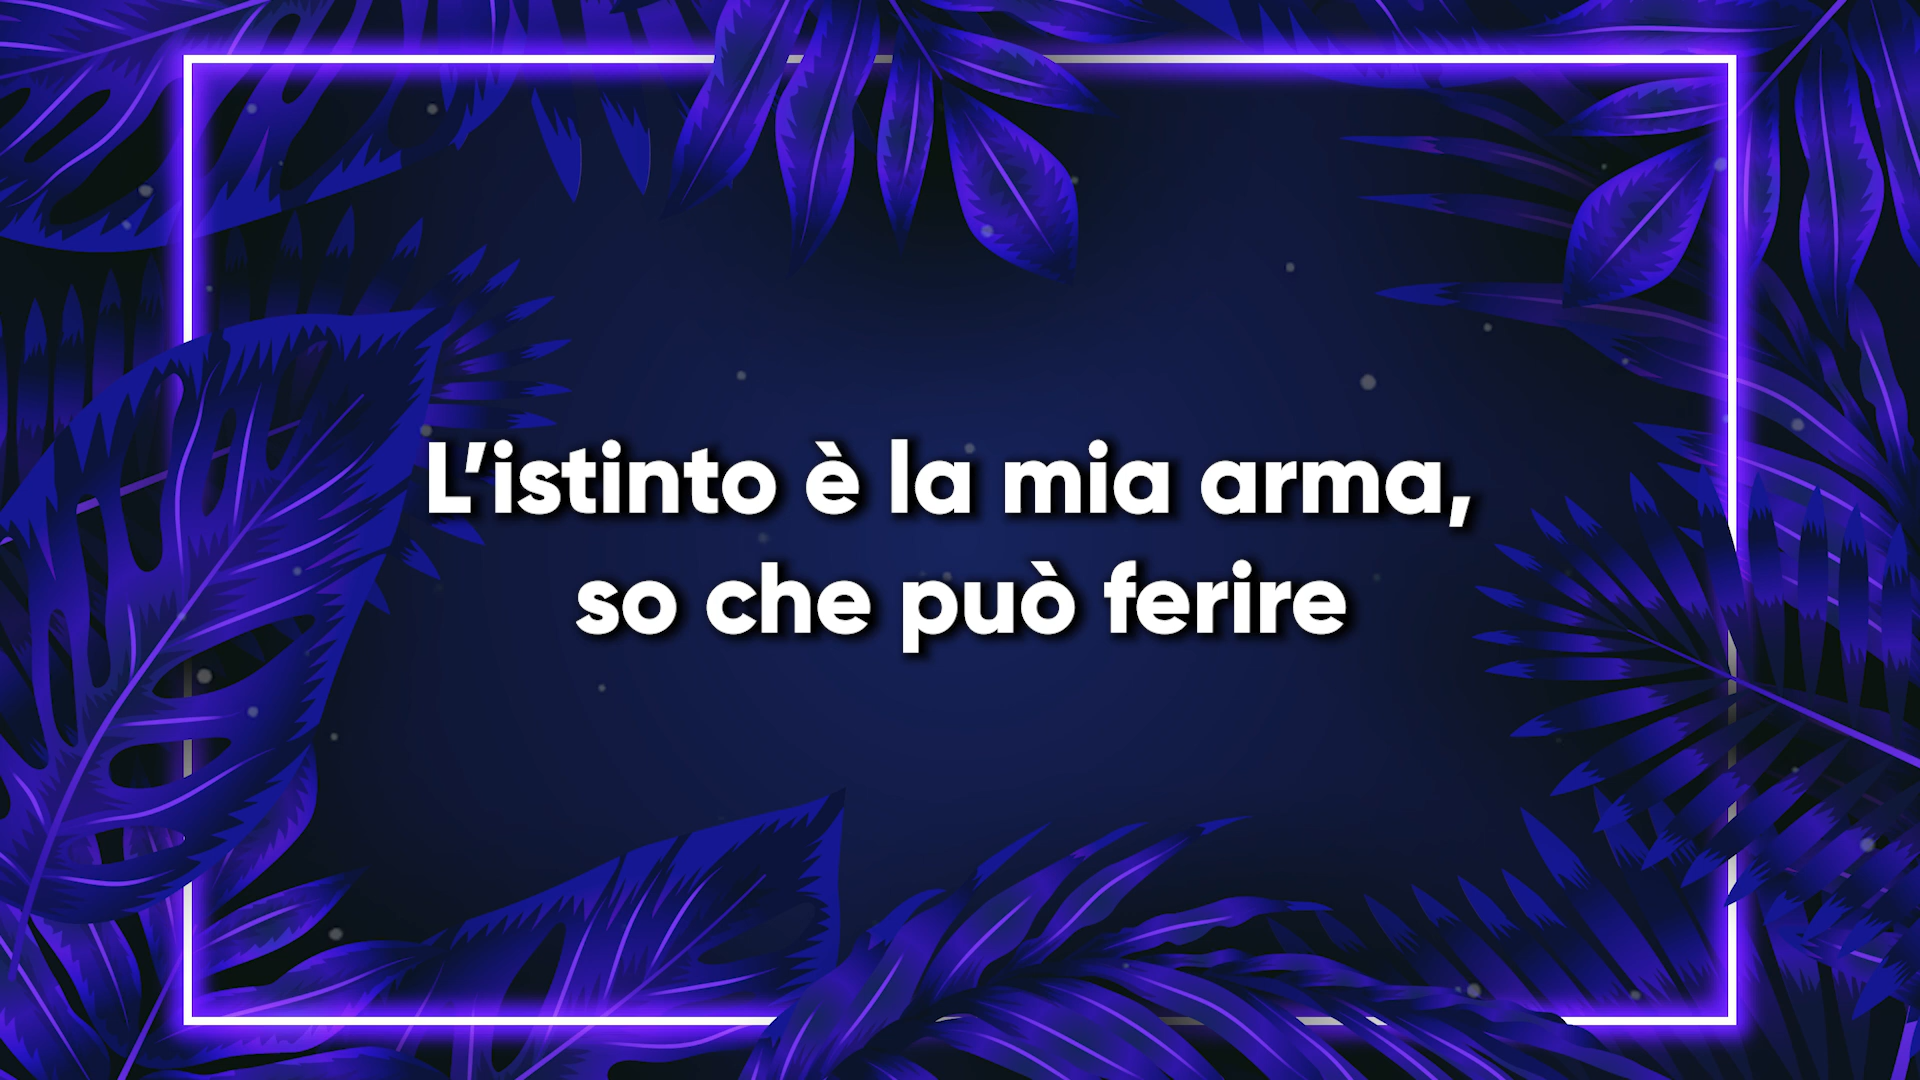 L’istinto è la mia arma,
so che può ferire